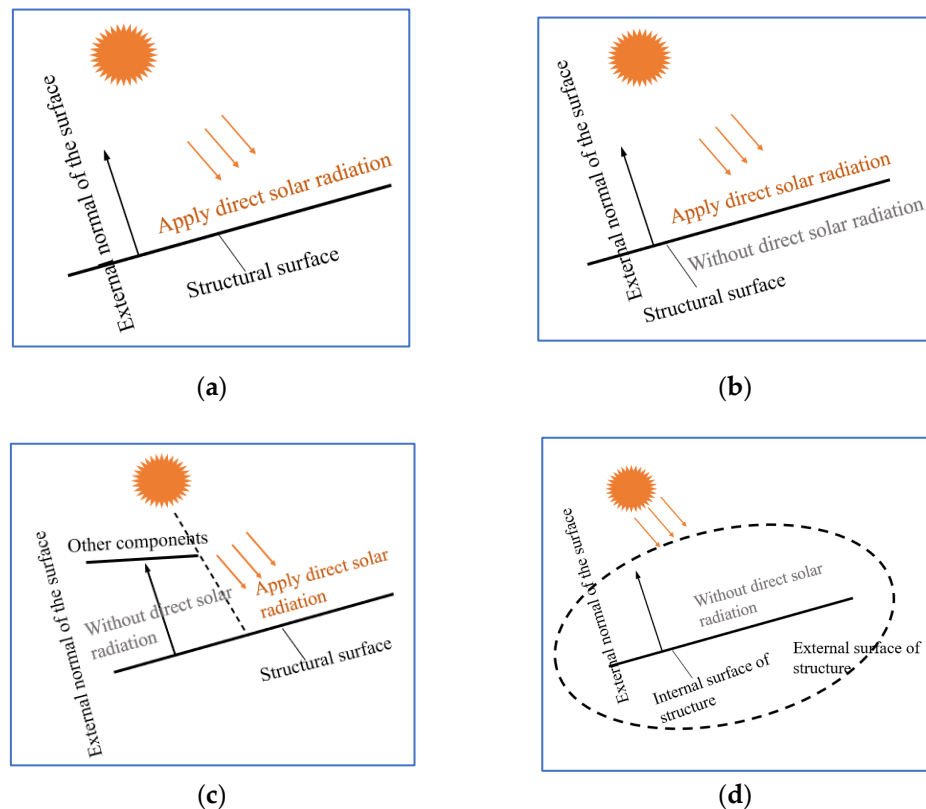 External normal of the surface
Apply direct solar radiation
Structural surface
(a)
External normal of the surface
Apply direct solar radiation
Without direct solar radiation
Structural surface
(b)
External normal of the surface
Other components
Without direct solar
radiation
Apply direct solar
radiation
Structural surface
(c)
External normal of the surface
Without direct solar
radiation
Internal surface of
structure
External surface of
structure
(d)